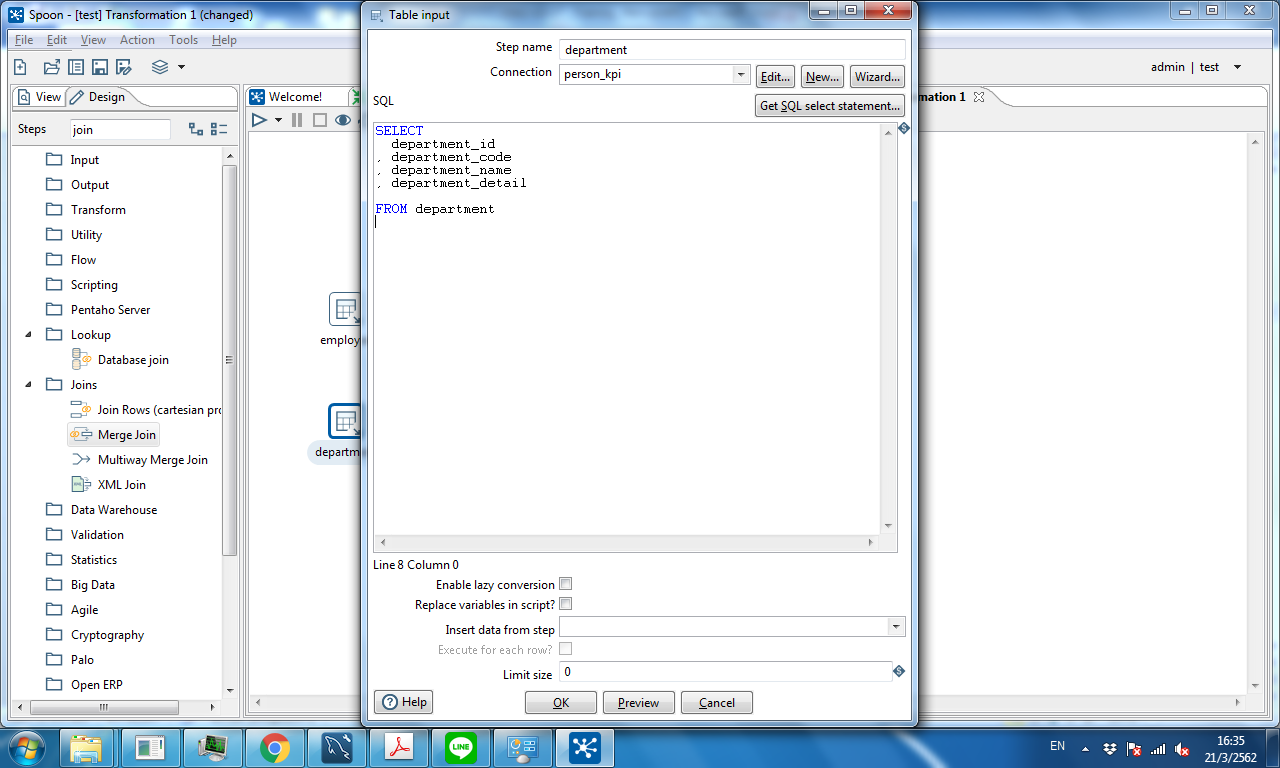 Spoon - [test] Transformation 1 (changed)
File Edit View Action Tools Help
admin | test
View Design
Steps join
Input
Output
Transform
Utility
Flow
Scripting
Pentaho Server
Lookup
Database join
Joins
Join Rows (cartesian pro
Merge Join
Multiway Merge Join
XML Join
Data Warehouse
Validation
Statistics
Big Data
Agile
Cryptography
Palo
Open ERP
Welcome!
mation 1
employ
departm
Table input
Step name department
Connection person_kpi Edit... New... Wizard...
SQL Get SQL select statement...
SELECT
department_id
, department_code
, department_name
, department_detail
FROM department
Line 8 Column 0
Enable lazy conversion
Replace variables in script?
Insert data from step
Execute for each row?
Limit size 0
Help OK Preview Cancel
LINE
EN
16:35
21/3/2562